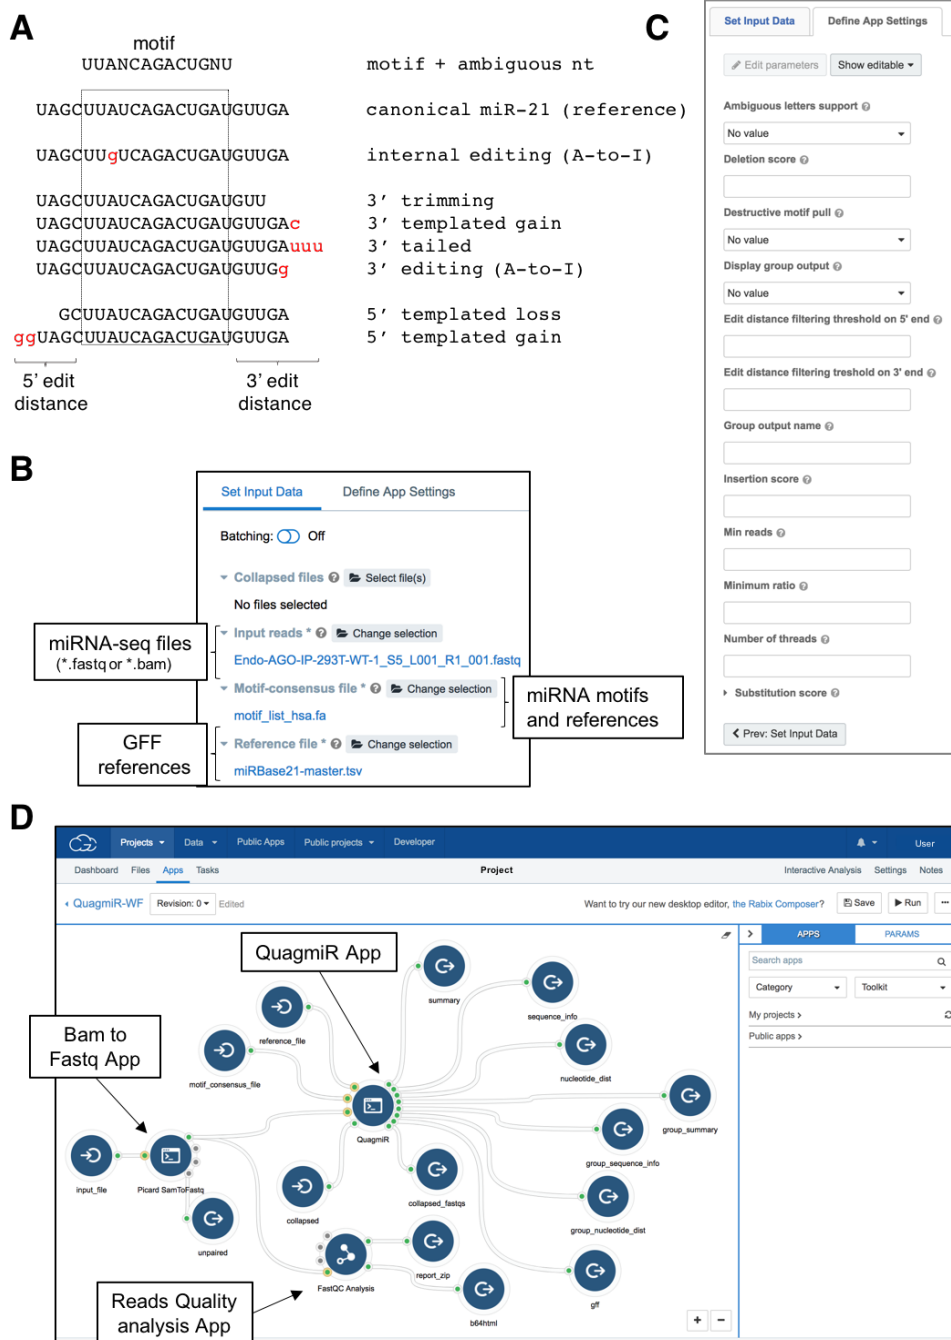 A
motif
UUANCAGACUGNU motif + ambiguous nt
UAGCUUAUCAGACUGAUGUUGA canonical miR-21 (reference)
UAGCUUgUCAGACUGAUGUUGA internal editing (A-to-I)
UAGCUUAUCAGACUGAUGUU 3’ trimming
UAGCUUAUCAGACUGAUGUUGAc 3’ templated gain
UAGCUUAUCAGACUGAUGUUGAuuu 3’ tailed
UAGCUUAUCAGACUGAUGUUGg 3’ editing (A-to-I)
GCUUAUCAGACUGAUGUUGA 5’ templated loss
ggUAGCUUAUCAGACUGAUGUUGA 5’ templated gain
5’ edit distance
3’ edit distance
B
Set Input Data Define App Settings
Batching: Off
Collapsed files Select file(s)
No files selected
Input reads * Change selection
Endo-AGO-IP-293T-WT-1_S5_L001_R1_001.fastq
Motif-consensus file * Change selection
motif_list_hsa.fa
Reference file * Change selection
miRBase21-master.tsv
miRNA-seq files
(*.fastq or *.bam)
miRNA motifs
and references
GFF
references
C
Set Input Data Define App Settings
Edit parameters Show editable
Ambiguous letters support
No value
Deletion score
Destructive motif pull
No value
Display group output
No value
Edit distance filtering threshold on 5' end
Edit distance filtering treshold on 3' end
Group output name
Insertion score
Min reads
Minimum ratio
Number of threads
Substitution score
Prev: Set Input Data
D
Projects Data Public Apps Public projects Developer User
Dashboard Files Apps Tasks Project Interactive Analysis Settings Notes
QuagmiR-WF Revision: 0 Edited Want to try our new desktop editor, the Rabix Composer? Save Run
APPS PARAMS
Search apps
Category Toolkit
My projects
Public apps
QuagmiR App
Bam to
Fastq App
Reads Quality
analysis App
summary
sequence_info
reference_file
nucleotide_dist
motif_consensus_file
group_summary
QuagmiR
group_sequence_info
input_file
Picard SamToFastq
collapsed_fastqs
collapsed
group_nucleotide_dist
unpaired
report_zip
FastQC Analysis
gff
b64html